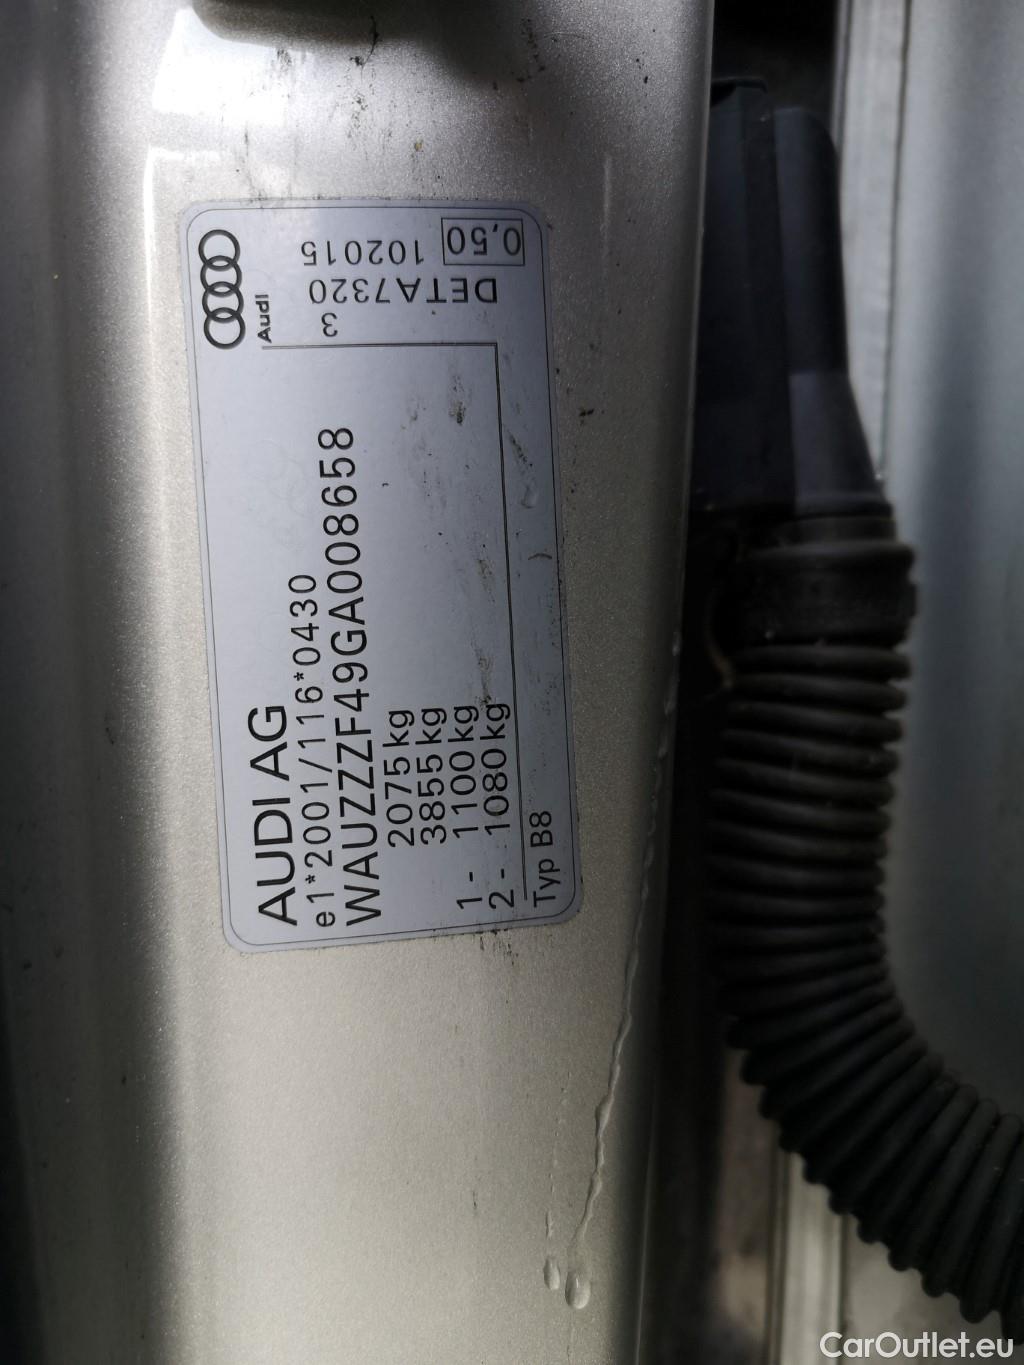 AUDI AG
e1*2001/116*0430
WAUZZZF49GA008658
2075 kg
3855 kg
1 - 1100 kg
2 - 1080 kg
Typ B8
Audi
3
DETA7320
102015
0,50
CarOutlet.eu